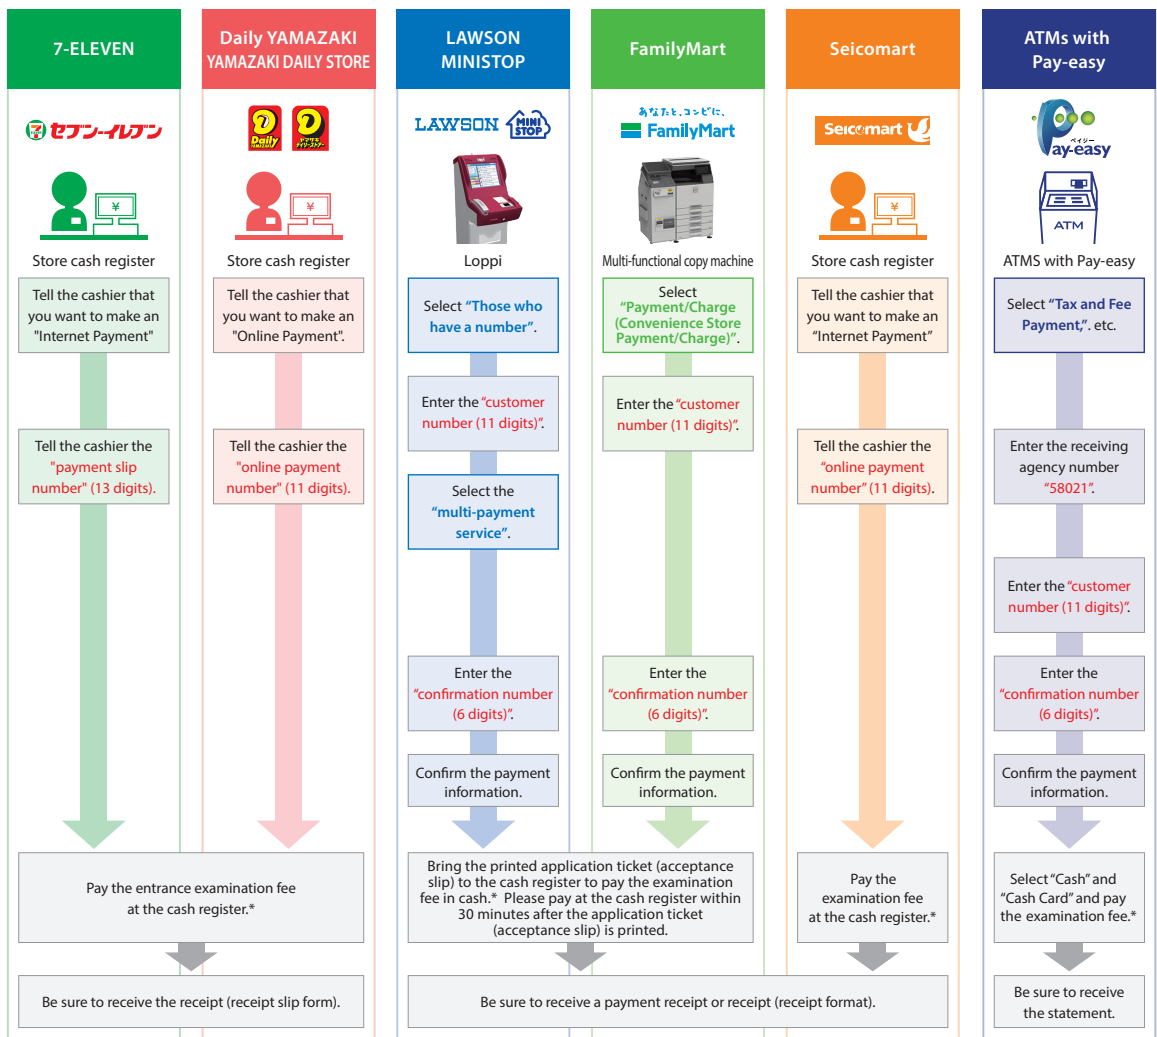 7-ELEVEN
セブン-イレブン
¥
Store cash register
Tell the cashier that
you want to make an
"Internet Payment"
Tell the cashier the
"payment slip
number" (13 digits).
Daily YAMAZAKI
YAMAZAKI DAILY STORE
Daily
YAMAZAKI
ヤマザキ
デイリーストアー
¥
Store cash register
Tell the cashier that
you want to make an
"Online Payment".
Tell the cashier the
"online payment
number" (11 digits).
Pay the entrance examination fee
at the cash register.*
Be sure to receive the receipt (receipt slip form).
LAWSON
MINISTOP
LAWSON
MINI
STOP
Loppi
Select “Those who
have a number”.
Enter the “customer
number (11 digits)”.
Select the
“multi-payment
service”.
Enter the
“confirmation number
(6 digits)”.
Confirm the payment
information.
FamilyMart
あなたと、コンビに、
FamilyMart
Multi-functional copy machine
Select
“Payment/Charge
(Convenience Store
Payment/Charge)”.
Enter the “customer
number (11 digits)”.
Enter the
“confirmation number
(6 digits)”.
Confirm the payment
information.
Bring the printed application ticket (acceptance
slip) to the cash register to pay the examination
fee in cash.* Please pay at the cash register within
30 minutes after the application ticket
(acceptance slip) is printed.
Seicomart
Seicomart
¥
Store cash register
Tell the cashier that
you want to make an
“Internet Payment”
Tell the cashier the
“online payment
number” (11 digits).
Pay the
examination fee
at the cash register.*
Be sure to receive a payment receipt or receipt (receipt format).
ATMs with
Pay-easy
ペイジー
Pay-easy
ATM
ATMS with Pay-easy
Select “Tax and Fee
Payment,”. etc.
Enter the receiving
agency number
“58021”.
Enter the “customer
number (11 digits)”.
Enter the
“confirmation number
(6 digits)”.
Confirm the payment
information.
Select “Cash” and
“Cash Card” and pay
the examination fee.*
Be sure to receive
the statement.